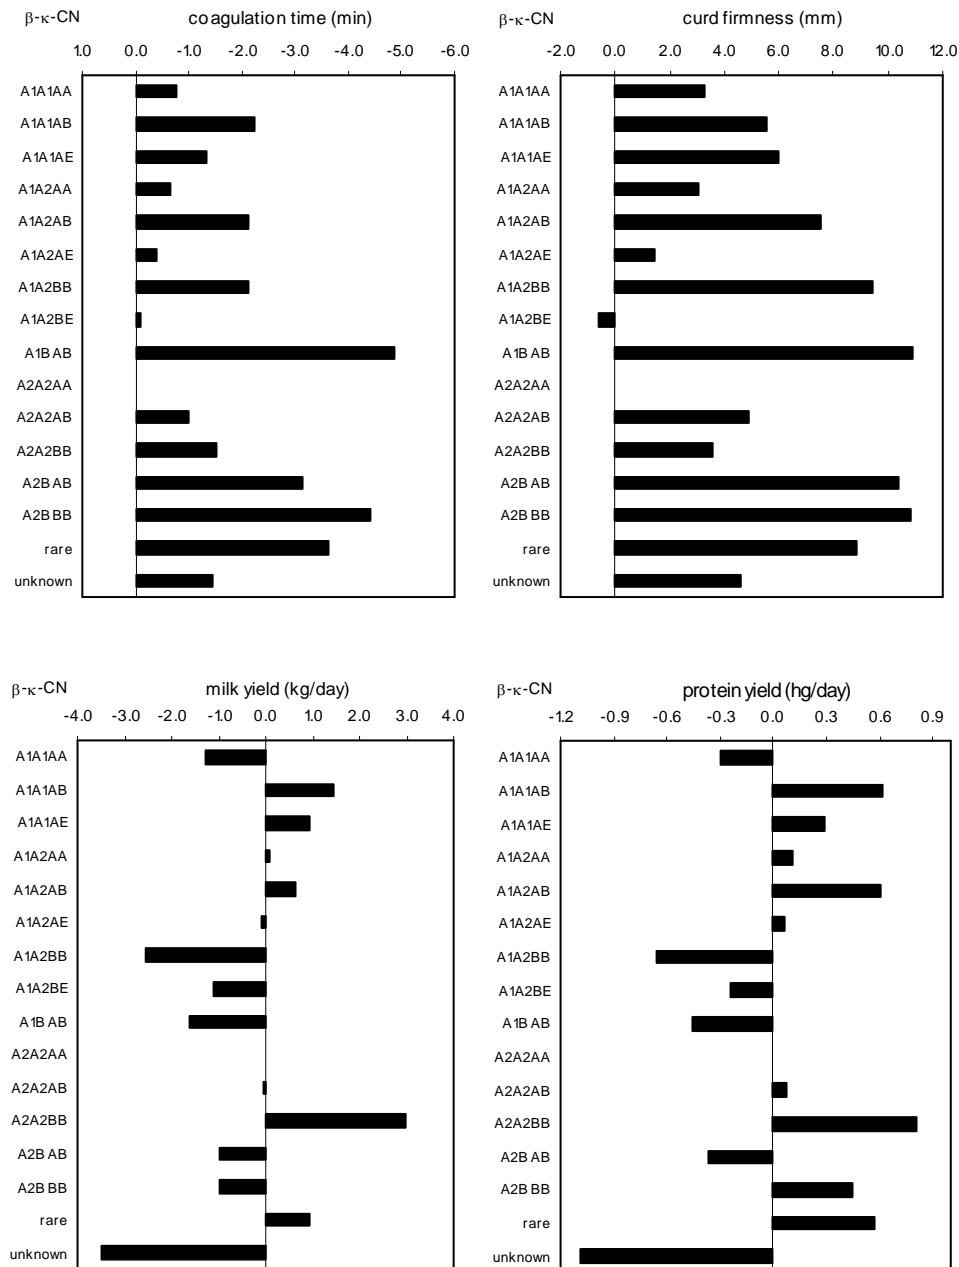 β-κ-CN coagulation time (min)
1.0 0.0 -1.0 -2.0 -3.0 -4.0 -5.0 -6.0
A1A1AA
A1A1AB
A1A1AE
A1A2AA
A1A2AB
A1A2AE
A1A2BB
A1A2BE
A1B AB
A2A2AA
A2A2AB
A2A2BB
A2B AB
A2B BB
rare
unknown
β-κ-CN curd firmness (mm)
-2.0 0.0 2.0 4.0 6.0 8.0 10.0 12.0
A1A1AA
A1A1AB
A1A1AE
A1A2AA
A1A2AB
A1A2AE
A1A2BB
A1A2BE
A1B AB
A2A2AA
A2A2AB
A2A2BB
A2B AB
A2B BB
rare
unknown
β-κ-CN milk yield (kg/day)
-4.0 -3.0 -2.0 -1.0 0.0 1.0 2.0 3.0 4.0
A1A1AA
A1A1AB
A1A1AE
A1A2AA
A1A2AB
A1A2AE
A1A2BB
A1A2BE
A1B AB
A2A2AA
A2A2AB
A2A2BB
A2B AB
A2B BB
rare
unknown
β-κ-CN protein yield (hg/day)
-1.2 -0.9 -0.6 -0.3 0.0 0.3 0.6 0.9
A1A1AA
A1A1AB
A1A1AE
A1A2AA
A1A2AB
A1A2AE
A1A2BB
A1A2BE
A1B AB
A2A2AA
A2A2AB
A2A2BB
A2B AB
A2B BB
rare
unknown